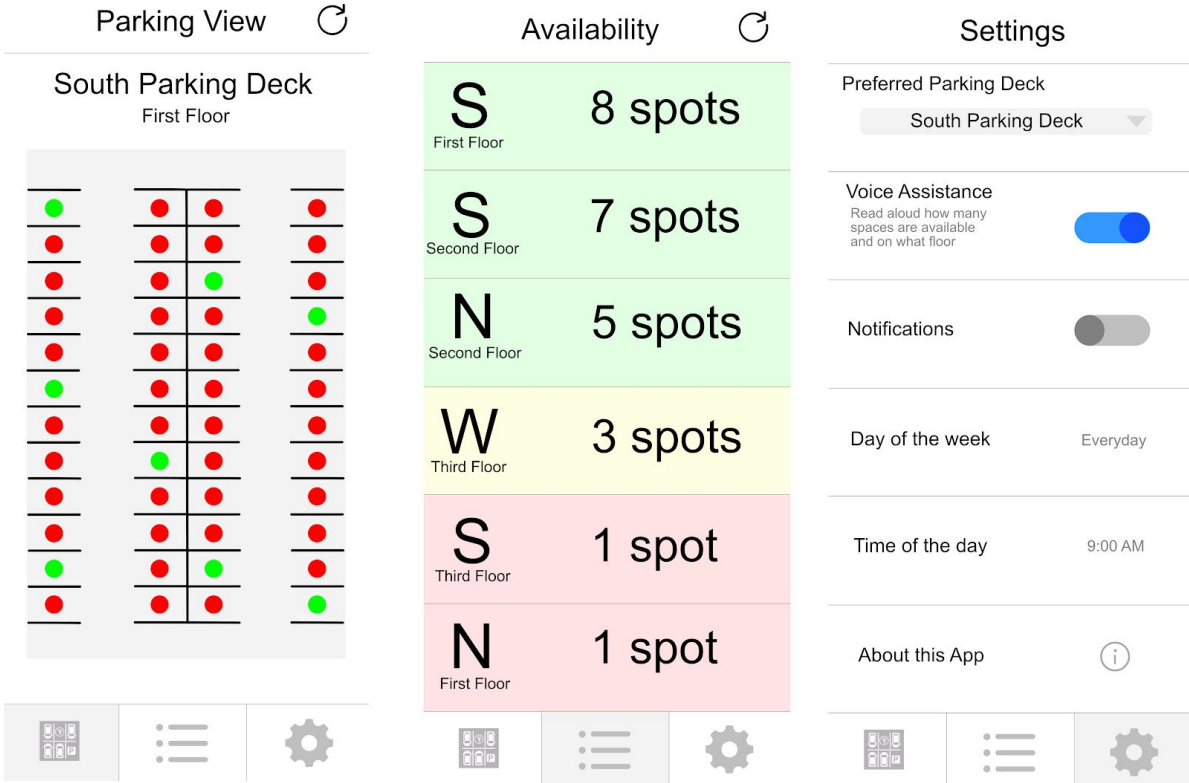 Parking View
South Parking Deck
First Floor
Availability
S
First Floor
8 spots
S
Second Floor
7 spots
N
Second Floor
5 spots
W
Third Floor
3 spots
S
Third Floor
1 spot
N
First Floor
1 spot
Settings
Preferred Parking Deck
South Parking Deck
Voice Assistance
Read aloud how many
spaces are available
and on what floor
Notifications
Day of the week
Everyday
Time of the day
9:00 AM
About this App
i
P
P
P